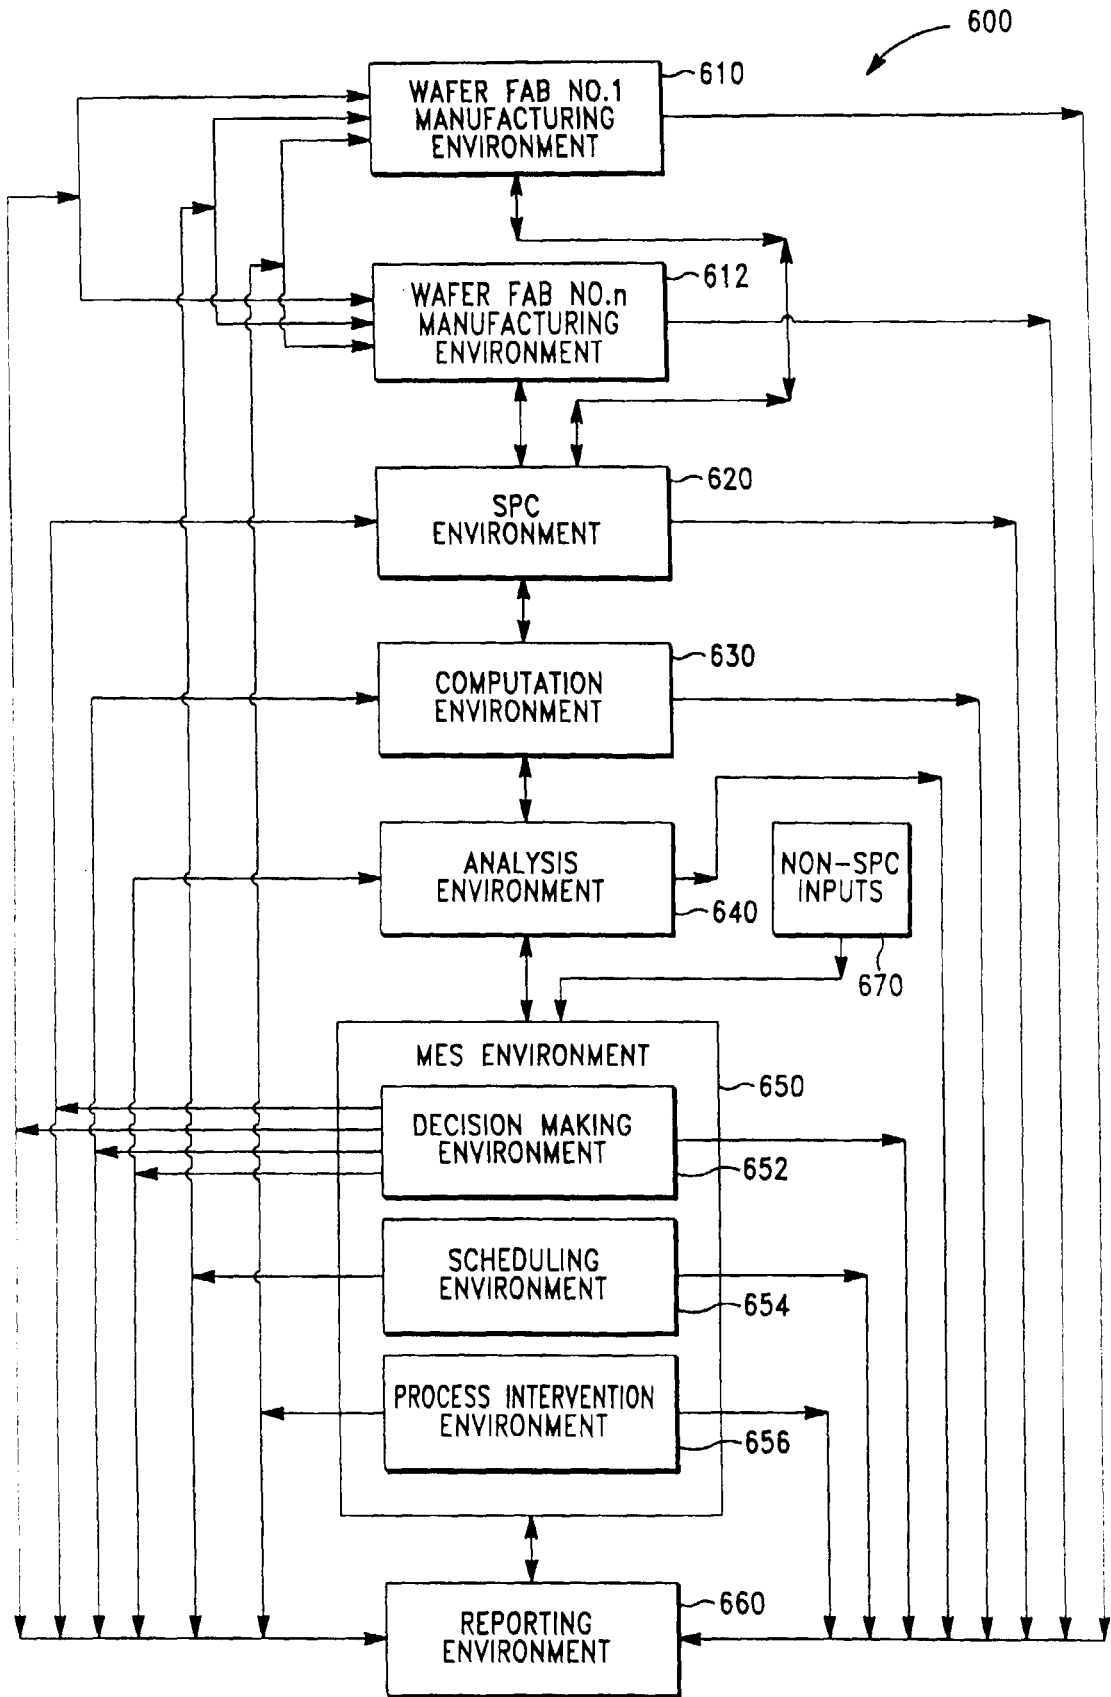 600
WAFER FAB NO.1
MANUFACTURING
ENVIRONMENT
610
WAFER FAB NO.n
MANUFACTURING
ENVIRONMENT
612
SPC
ENVIRONMENT
620
COMPUTATION
ENVIRONMENT
630
ANALYSIS
ENVIRONMENT
640
NON-SPC
INPUTS
670
MES ENVIRONMENT
650
DECISION MAKING
ENVIRONMENT
652
SCHEDULING
ENVIRONMENT
654
PROCESS INTERVENTION
ENVIRONMENT
656
REPORTING
ENVIRONMENT
660